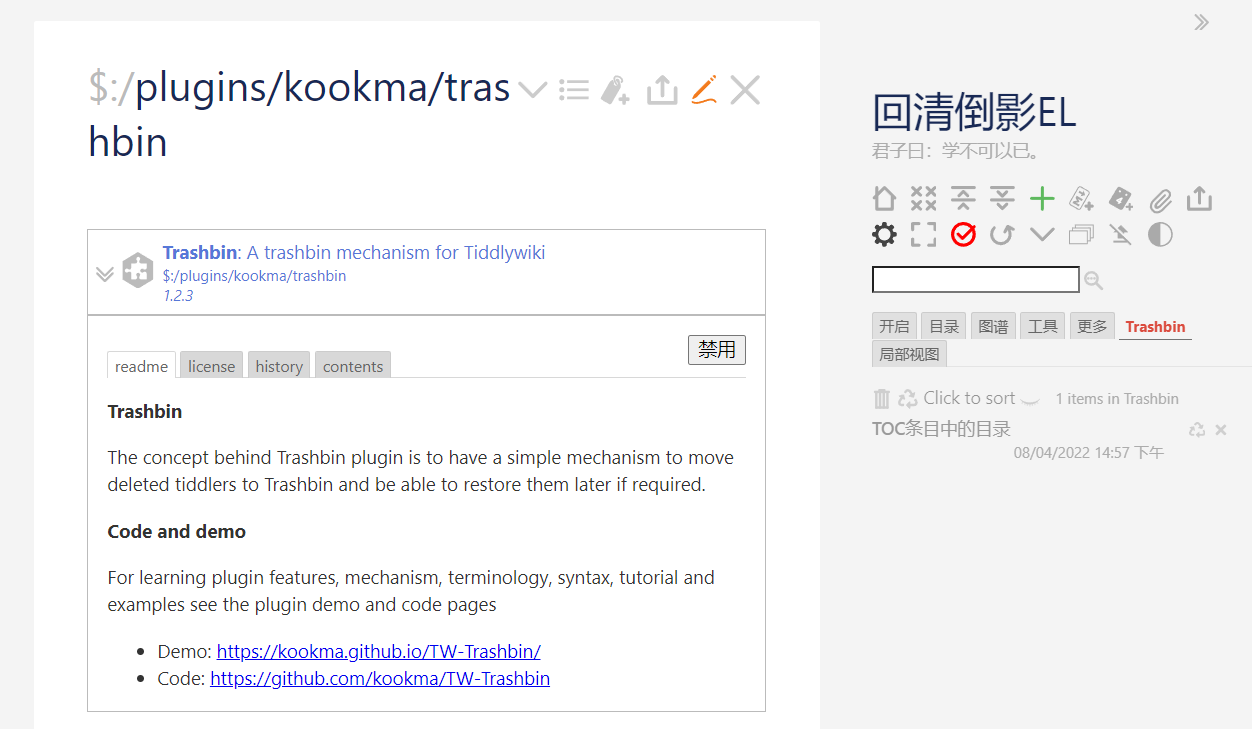 $:/plugins/kookma/tras
hbin
Trashbin: A trashbin mechanism for Tiddlywiki
$:/plugins/kookma/trashbin
1.2.3
禁用
readme
license
history
contents
Trashbin
The concept behind Trashbin plugin is to have a simple mechanism to move
deleted tiddlers to Trashbin and be able to restore them later if required.
Code and demo
For learning plugin features, mechanism, terminology, syntax, tutorial and
examples see the plugin demo and code pages
Demo: https://kookma.github.io/TW-Trashbin/
Code: https://github.com/kookma/TW-Trashbin
回清倒影EL
君子曰：学不可以已。
开启
目录
图谱
工具
更多
Trashbin
局部视图
Click to sort
1 items in Trashbin
TOC条目中的目录
08/04/2022 14:57 下午